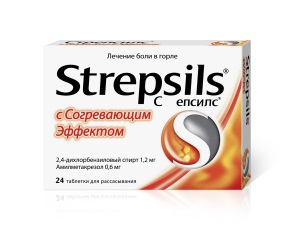 Лечение боли в горле
Strepsils®
С епсилс®
с Согревающим
Эффектом
2,4-дихлорбензиловый спирт 1,2 мг
Амилметакрезол 0,6 мг
24 таблетки для рассасывания